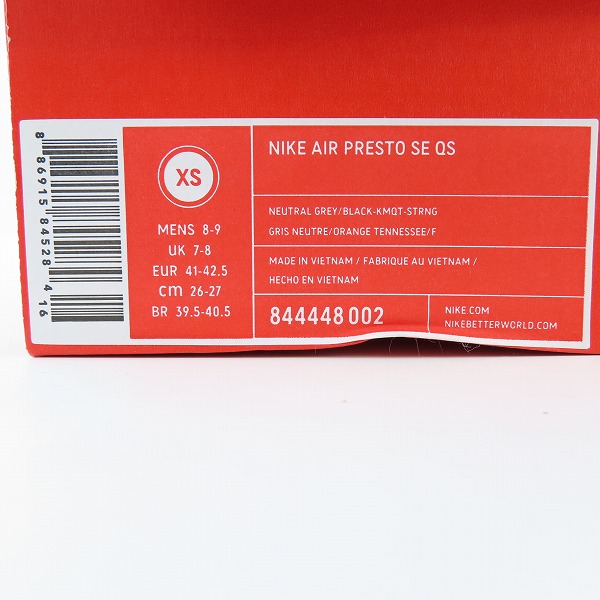 8 86915 84528 4 16
XS
MENS 8-9
UK 7-8
EUR 41-42.5
cm 26-27
BR 39.5-40.5
NIKE AIR PRESTO SE QS
NEUTRAL GREY/BLACK-KMQT-STRNG
GRIS NEUTRE/ORANGE TENNESSEE/F
MADE IN VIETNAM / FABRIQUE AU VIETNAM /
HECHO EN VIETNAM
844448 002
NIKE.COM
NIKEBETTERWORLD.COM